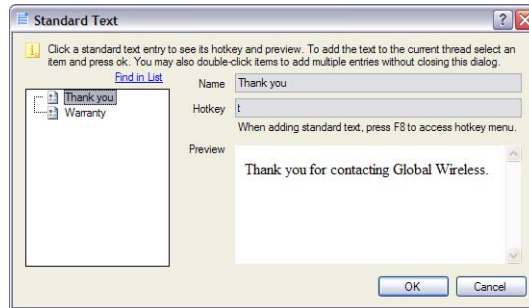 Standard Text
Click a standard text entry to see its hotkey and preview. To add the text to the current thread select an
item and press ok. You may also double-click items to add multiple entries without closing this dialog.
Find in List
Thank you
Warranty
Name
Thank you
Hotkey
t
When adding standard text, press F8 to access hotkey menu.
Preview
Thank you for contacting Global Wireless.
OK
Cancel